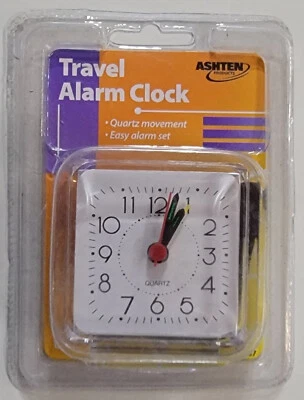 Travel
Alarm Clock
ASHTEN
PRODUCTS
• Quartz movement
• Easy alarm set
11 12 1
10 2
9 3
8 4
7 6 5
QUARTZ